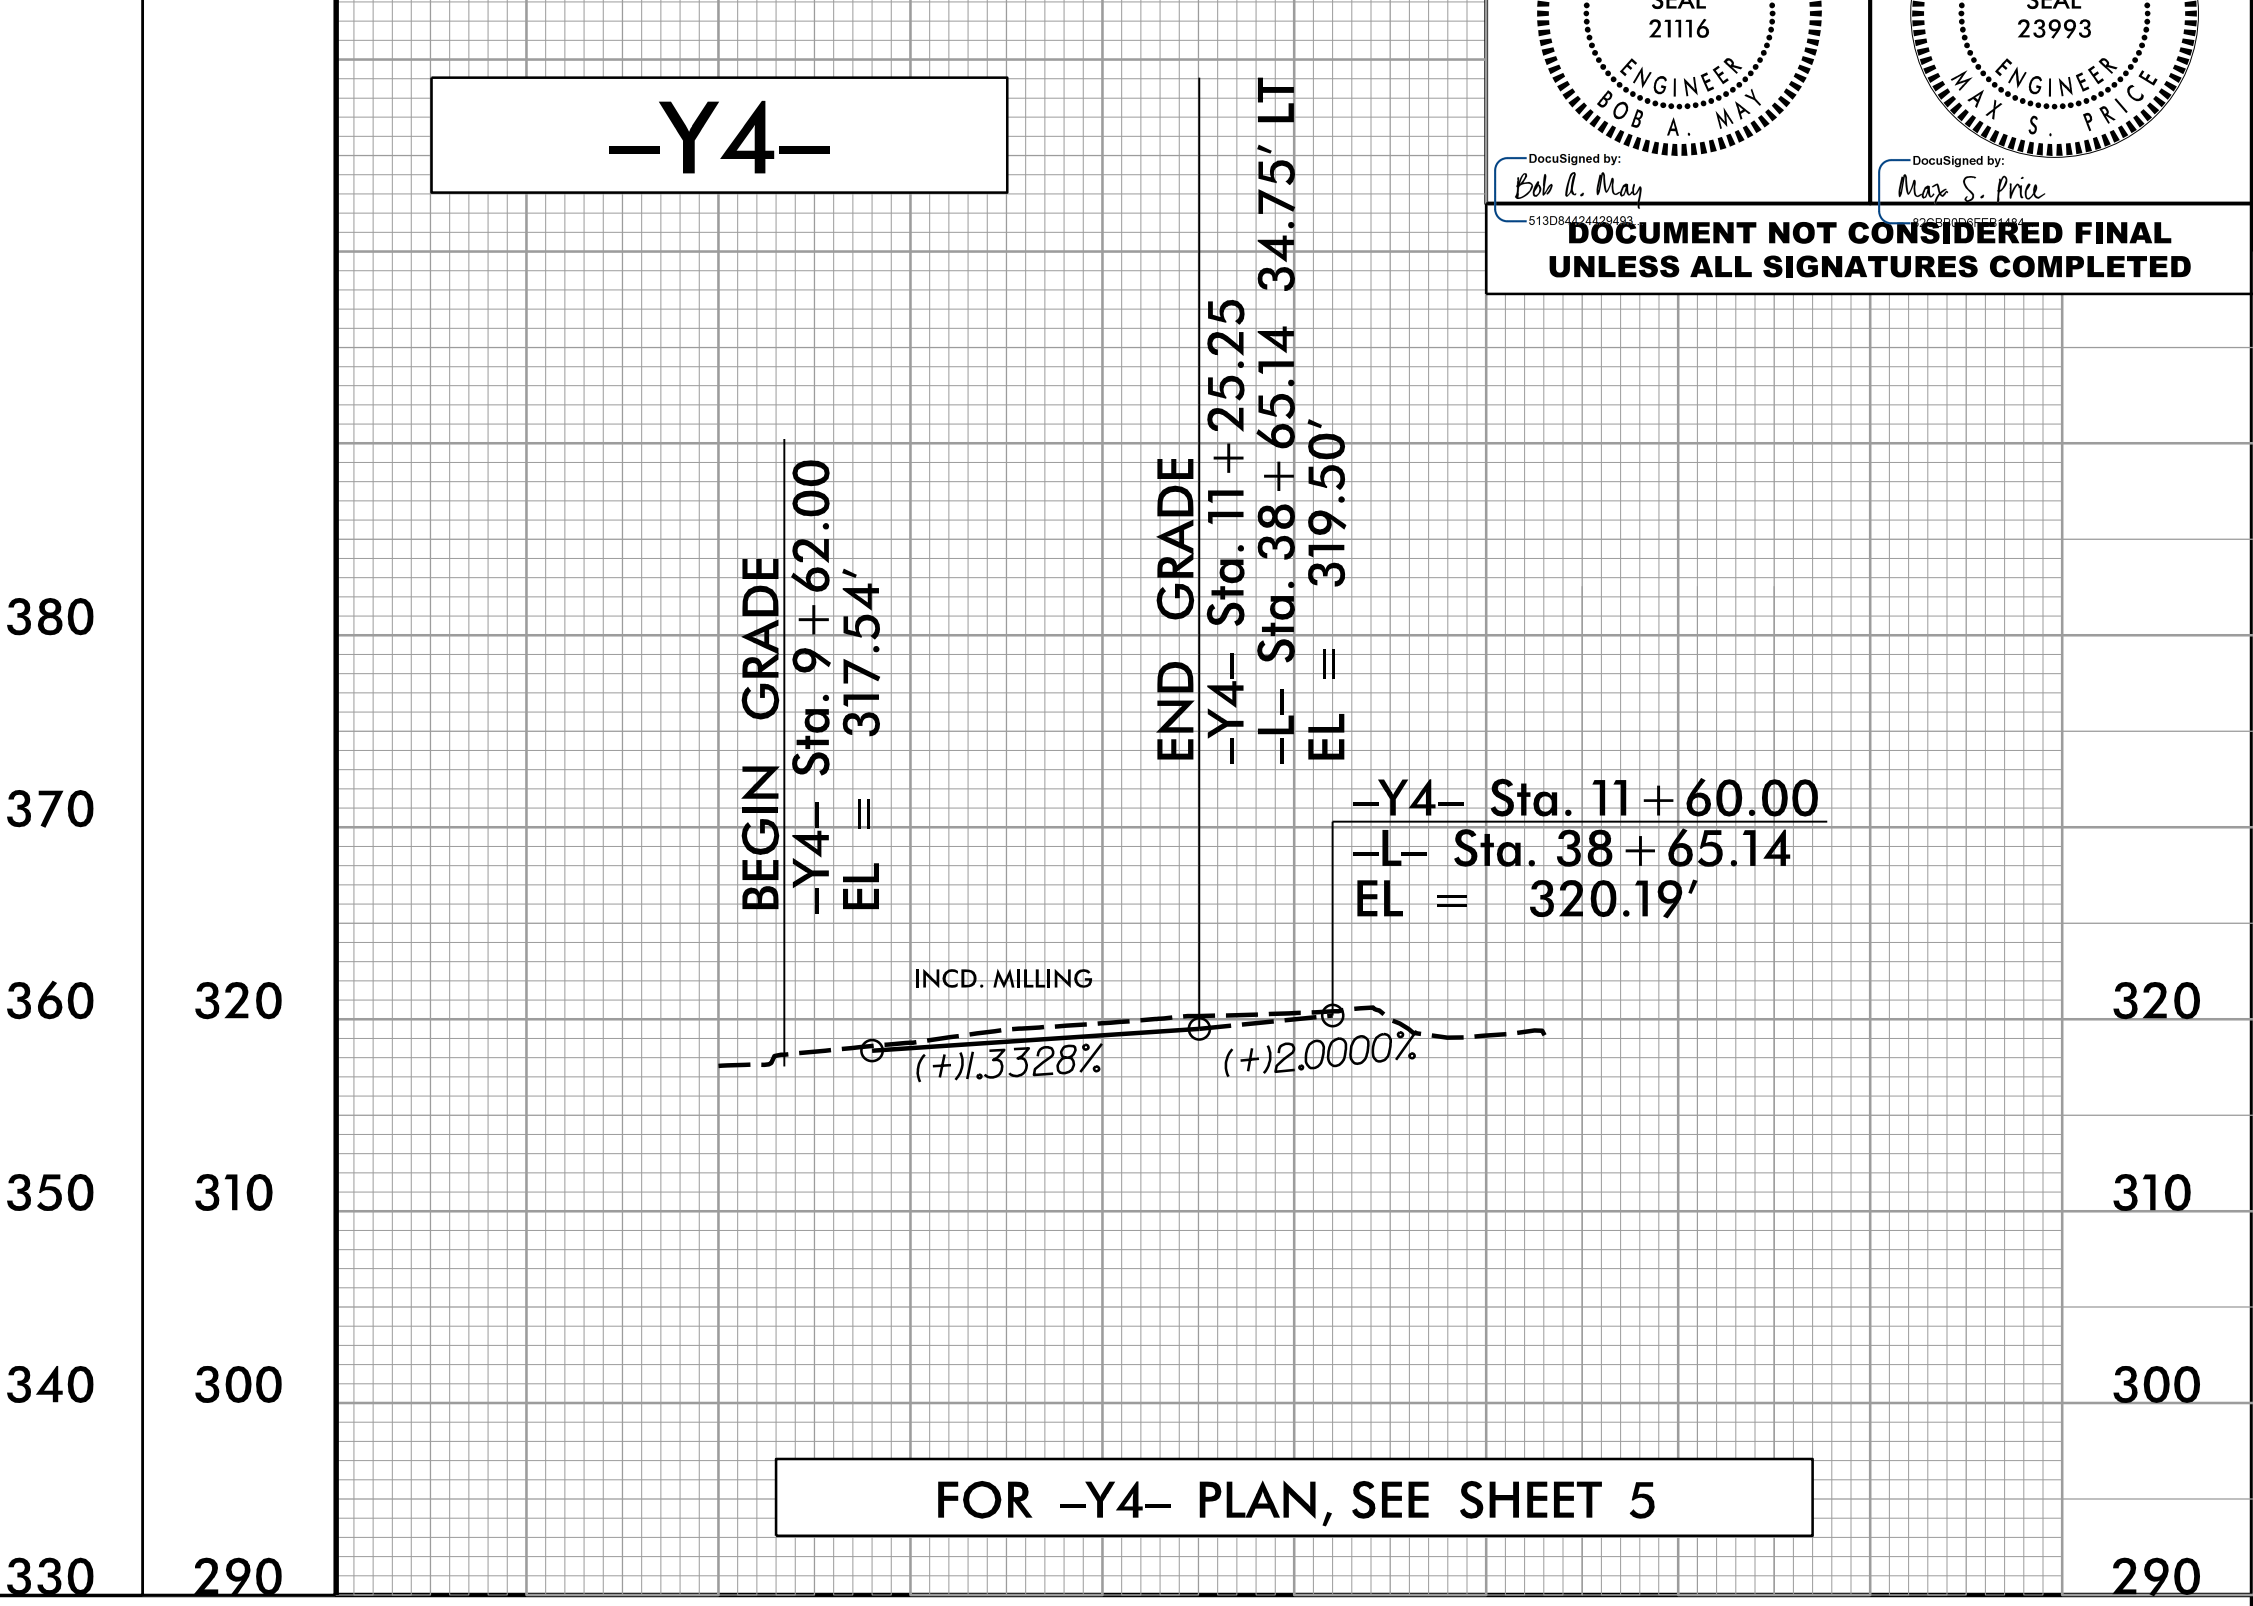 SEAL
21116
ENGINEER
BOB A. MAY
SEAL
23993
ENGINEER
MAX S. PRICE
DocuSigned by:
Bob A. May
513D84424429493...
DocuSigned by:
Max S. Price
DOCUMENT NOT CONSIDERED FINAL
UNLESS ALL SIGNATURES COMPLETED
–Y4–
BEGIN GRADE
–Y4– Sta. 9+62.00
EL = 317.54′
END GRADE
–Y4– Sta. 11+25.25
–L– Sta. 38+65.14 34.75′ LT
EL = 319.50′
–Y4– Sta. 11+60.00
–L– Sta. 38+65.14
EL = 320.19′
INCD. MILLING
(+)1.3328%
(+)2.0000%
380
370
360 320 320
350 310 310
340 300 300
FOR –Y4– PLAN, SEE SHEET 5
330 290 290